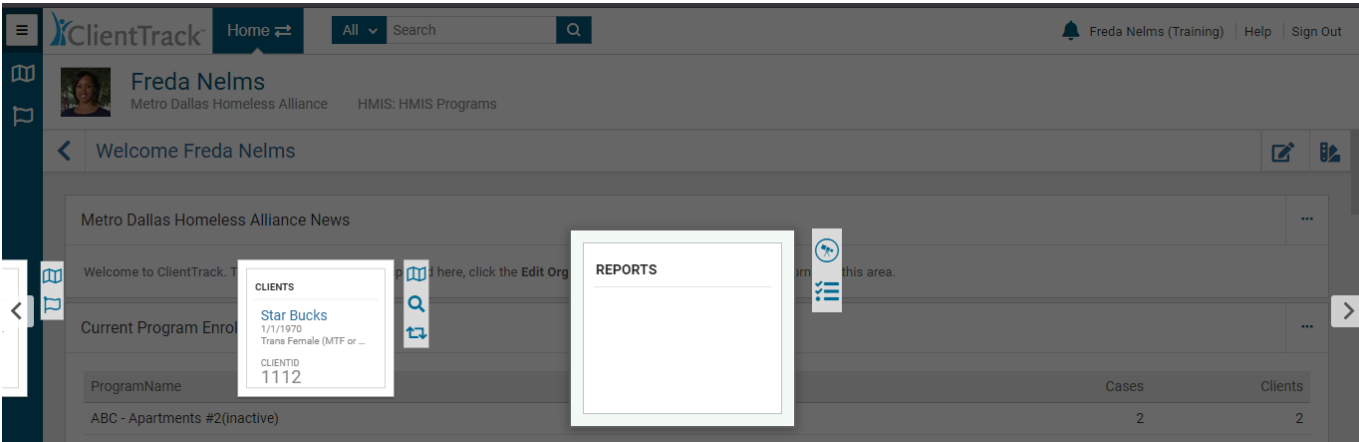 ClientTrack
Home
All
Search
Freda Nelms (Training)
Help
Sign Out
Freda Nelms
Metro Dallas Homeless Alliance
HMIS: HMIS Programs
Welcome Freda Nelms
Metro Dallas Homeless Alliance News
Welcome to ClientTrack. T
d here, click the Edit Org
this area.
CLIENTS
Star Bucks
1/1/1970
Trans Female (MTF or ...
CLIENTID
1112
REPORTS
Current Program Enrol
ProgramName
Cases
Clients
ABC - Apartments #2(inactive)
2
2